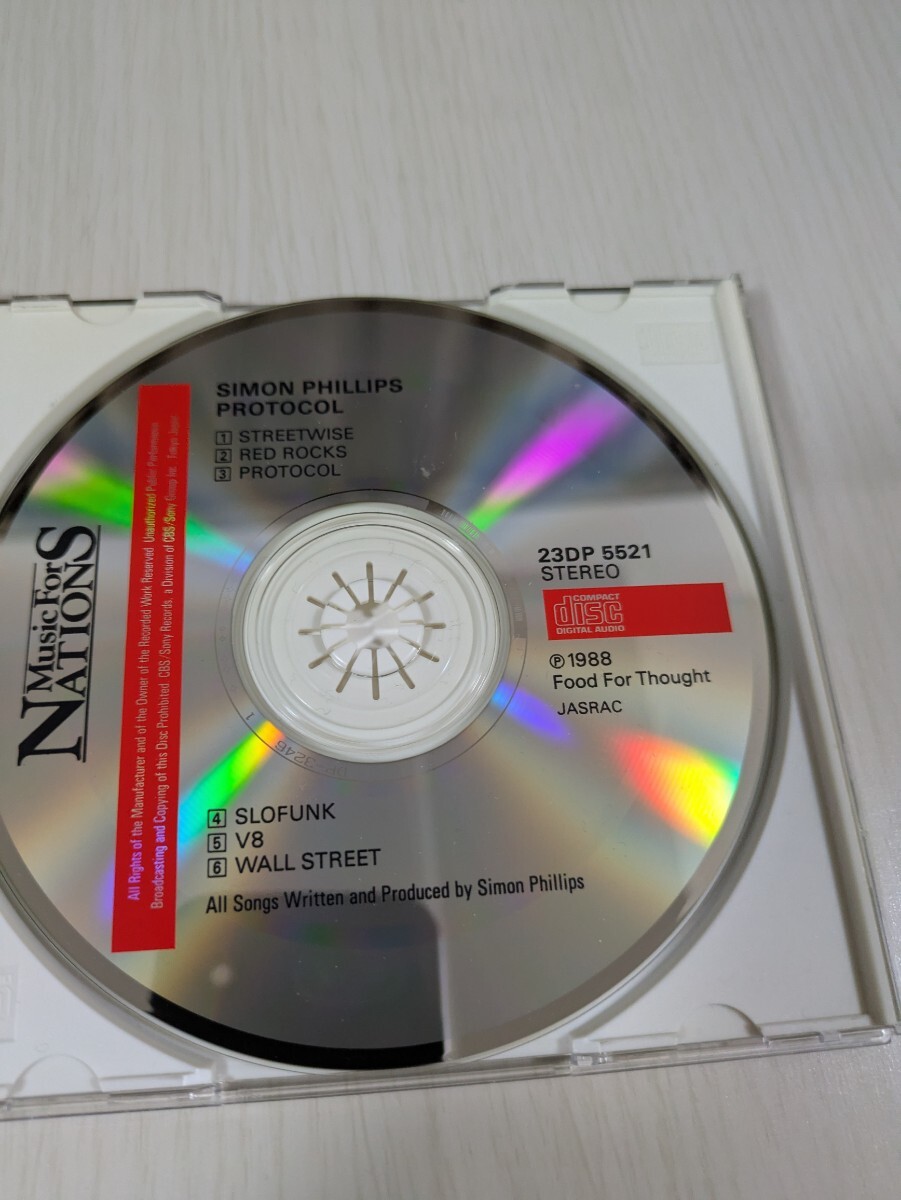 SIMON PHILLIPS
PROTOCOL
1 STREETWISE
2 RED ROCKS
3 PROTOCOL
Music For
NATIONS
All Rights of the Manufacturer and of the Owner of the Recorded Work Reserved Unauthorized Public Performance
Broadcasting and Copying of this Disc Prohibited CBS/Sony Records, a Division of CBS/Sony Group Inc. Tokyo Japan
23DP 5521
STEREO
COMPACT
disc
DIGITAL AUDIO
Ⓟ 1988
Food For Thought
JASRAC
4 SLOFUNK
5 V8
6 WALL STREET
All Songs Written and Produced by Simon Phillips